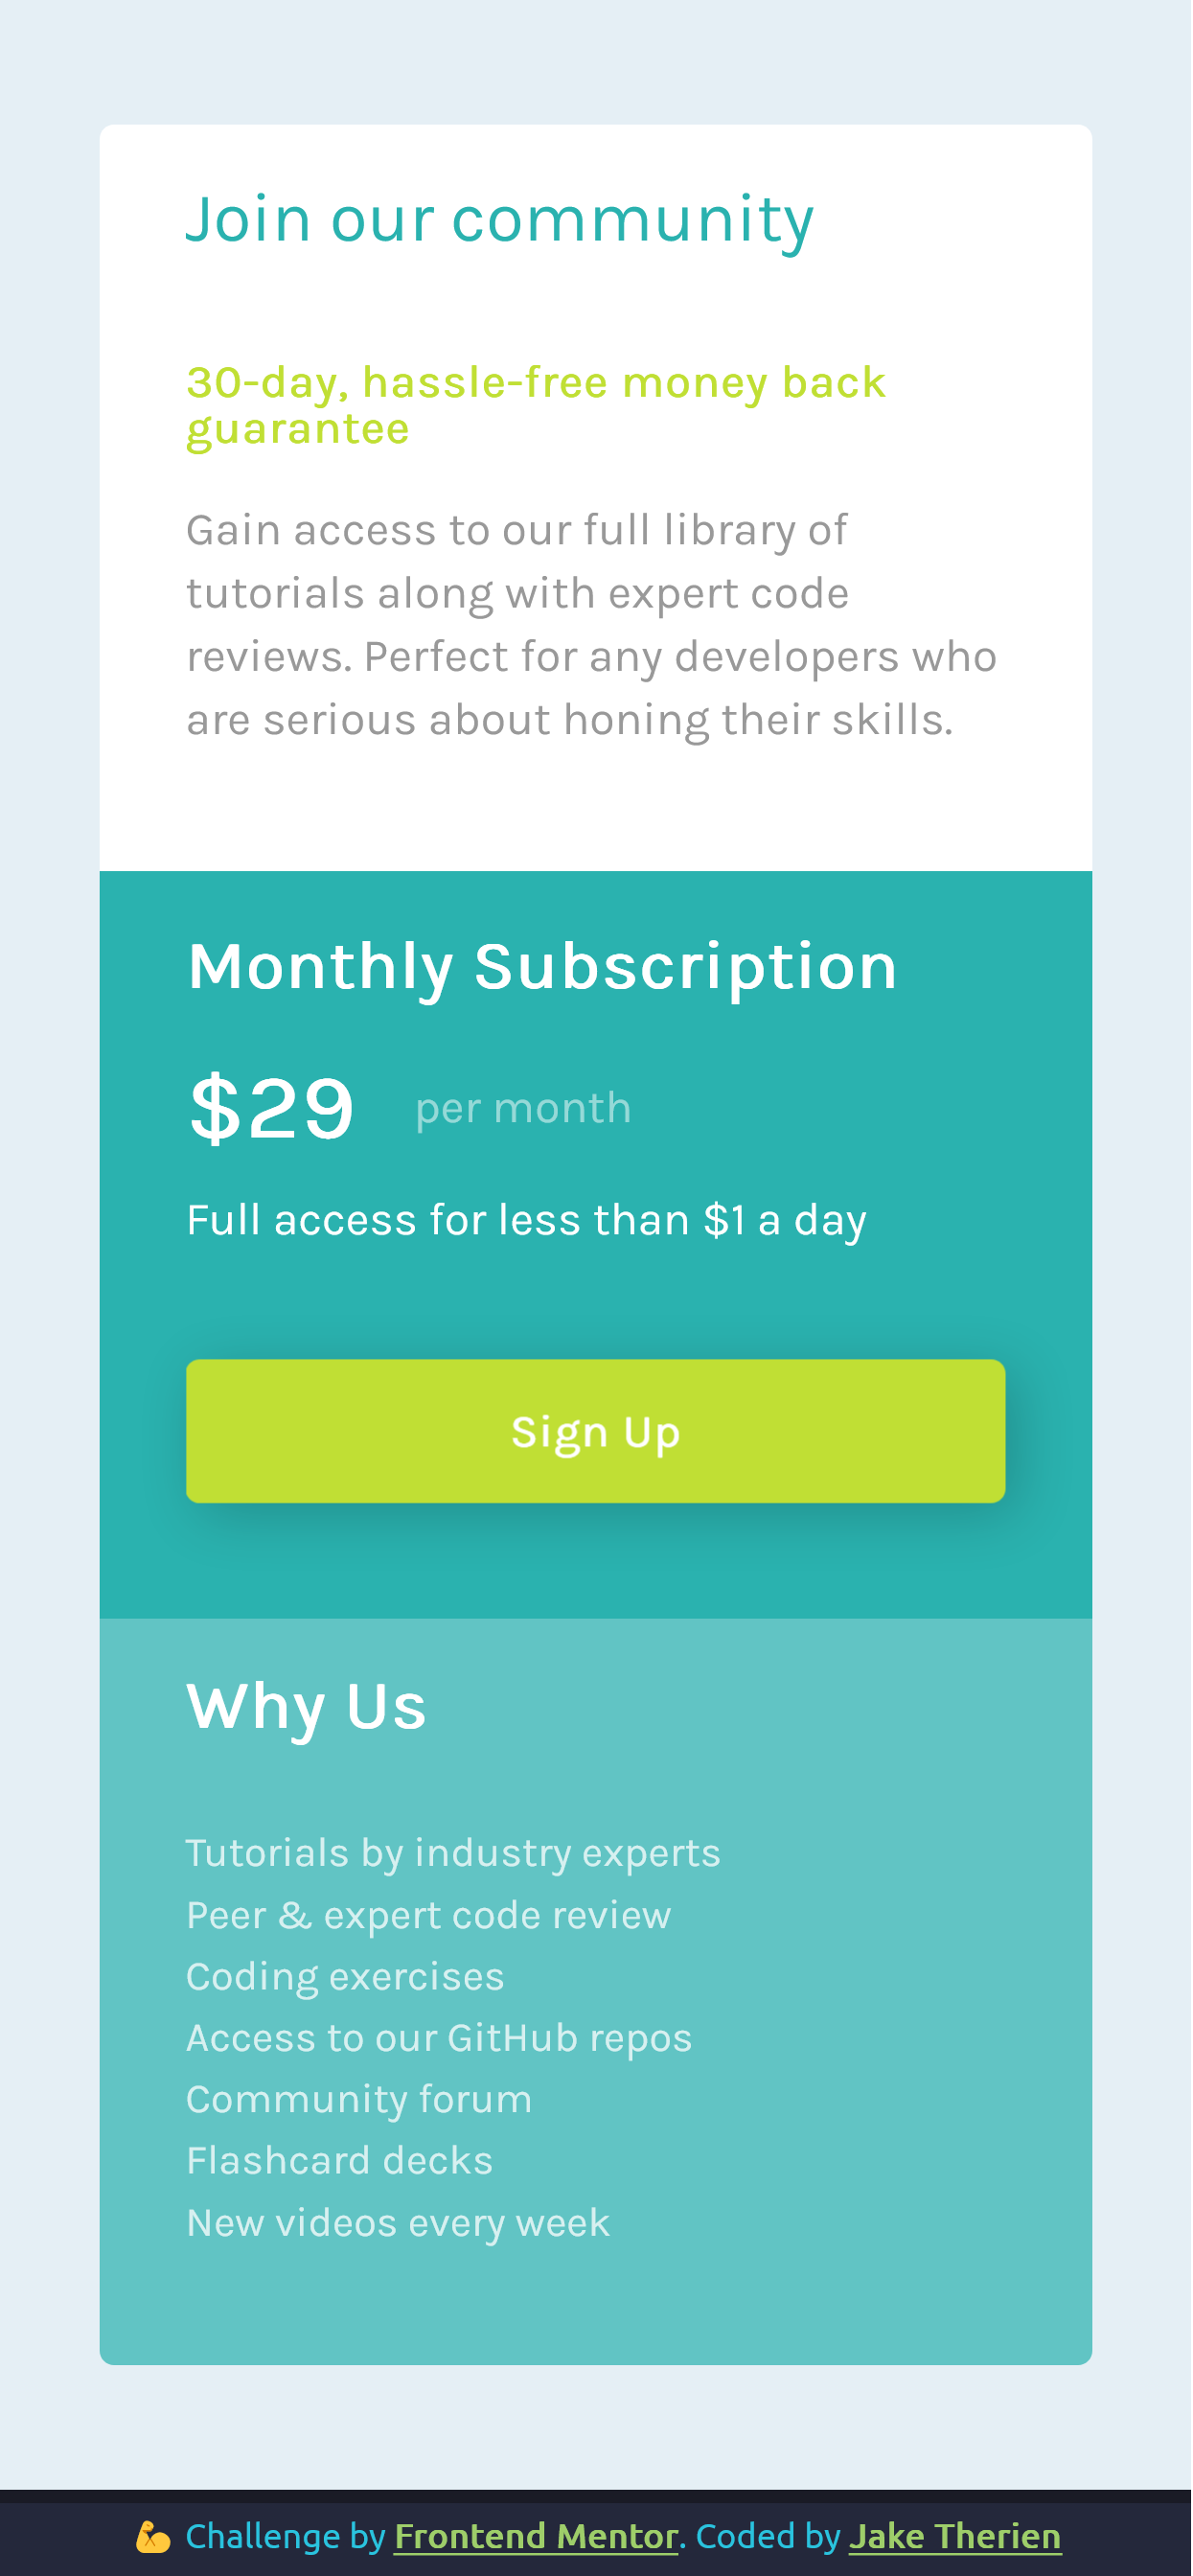 Join our community
30-day, hassle-free money back
guarantee
Gain access to our full library of
tutorials along with expert code
reviews. Perfect for any developers who
are serious about honing their skills.
Monthly Subscription
$29 per month
Full access for less than $1 a day
Sign Up
Why Us
Tutorials by industry experts
Peer & expert code review
Coding exercises
Access to our GitHub repos
Community forum
Flashcard decks
New videos every week
💪 Challenge by Frontend Mentor. Coded by Jake Therien